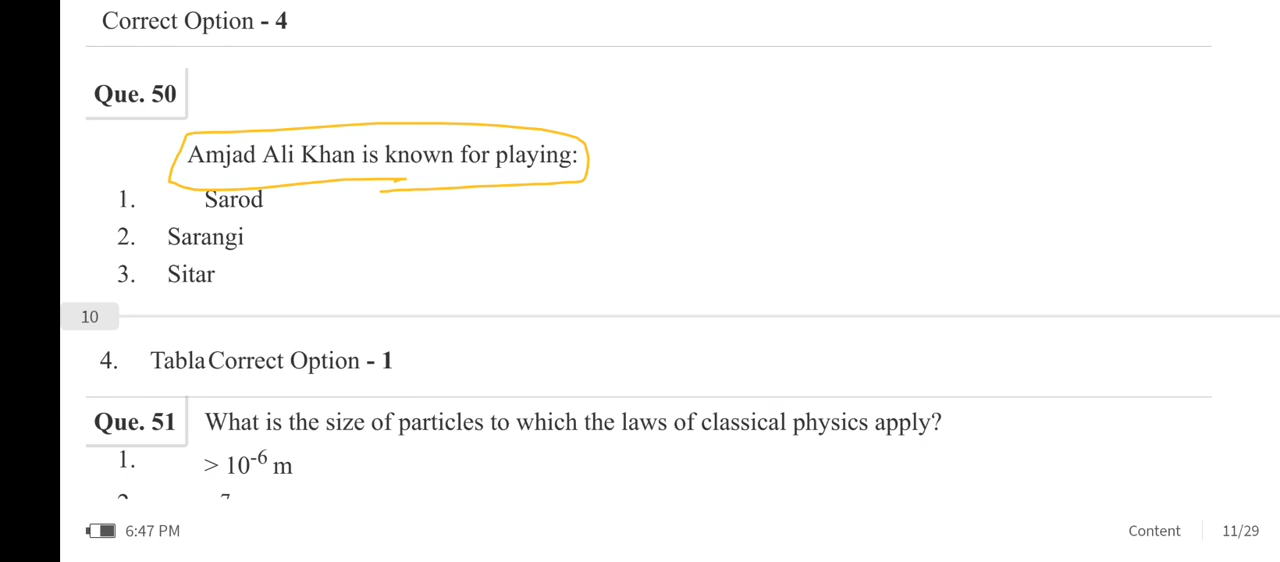 Correct Option - 4
Que. 50
Amjad Ali Khan is known for playing:
1. Sarod
2. Sarangi
3. Sitar
10
4. Tabla Correct Option - 1
Que. 51 What is the size of particles to which the laws of classical physics apply?
1. > 10⁻⁶ m
6:47 PM Content 11/29